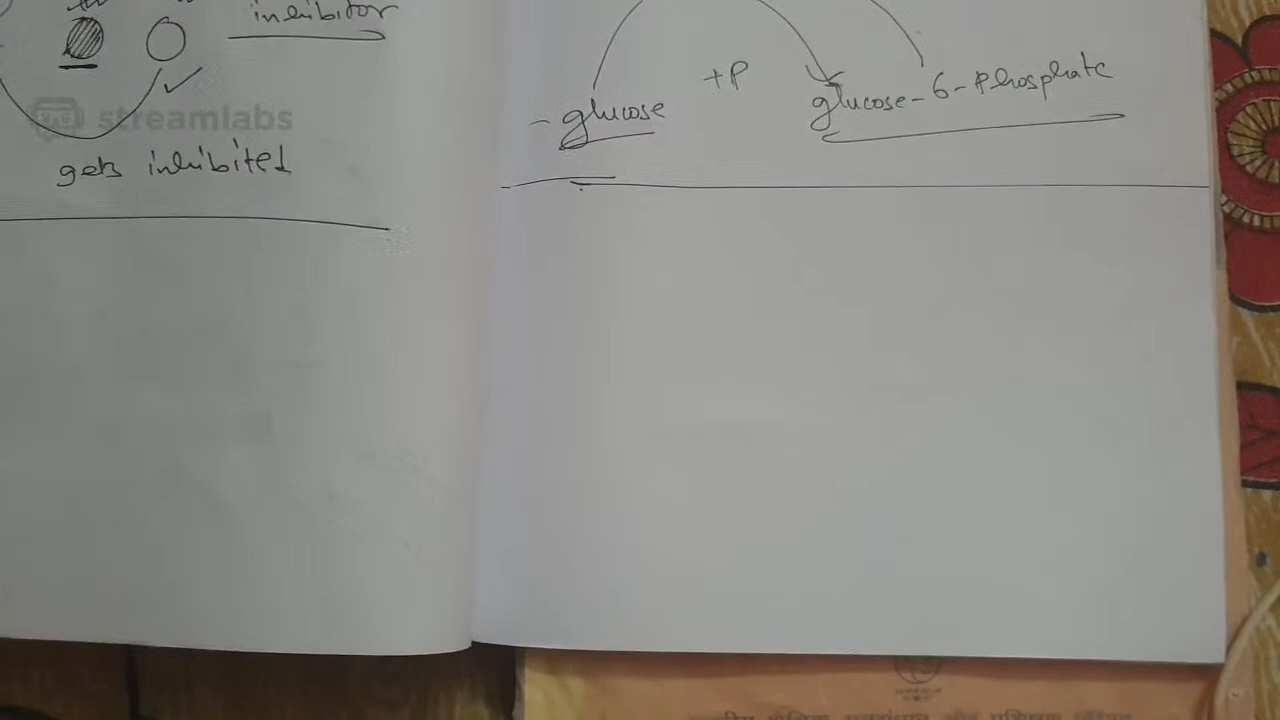 inhibitor
streamlabs
gets inhibited
+P
- glucose
glucose-6-Phosphate